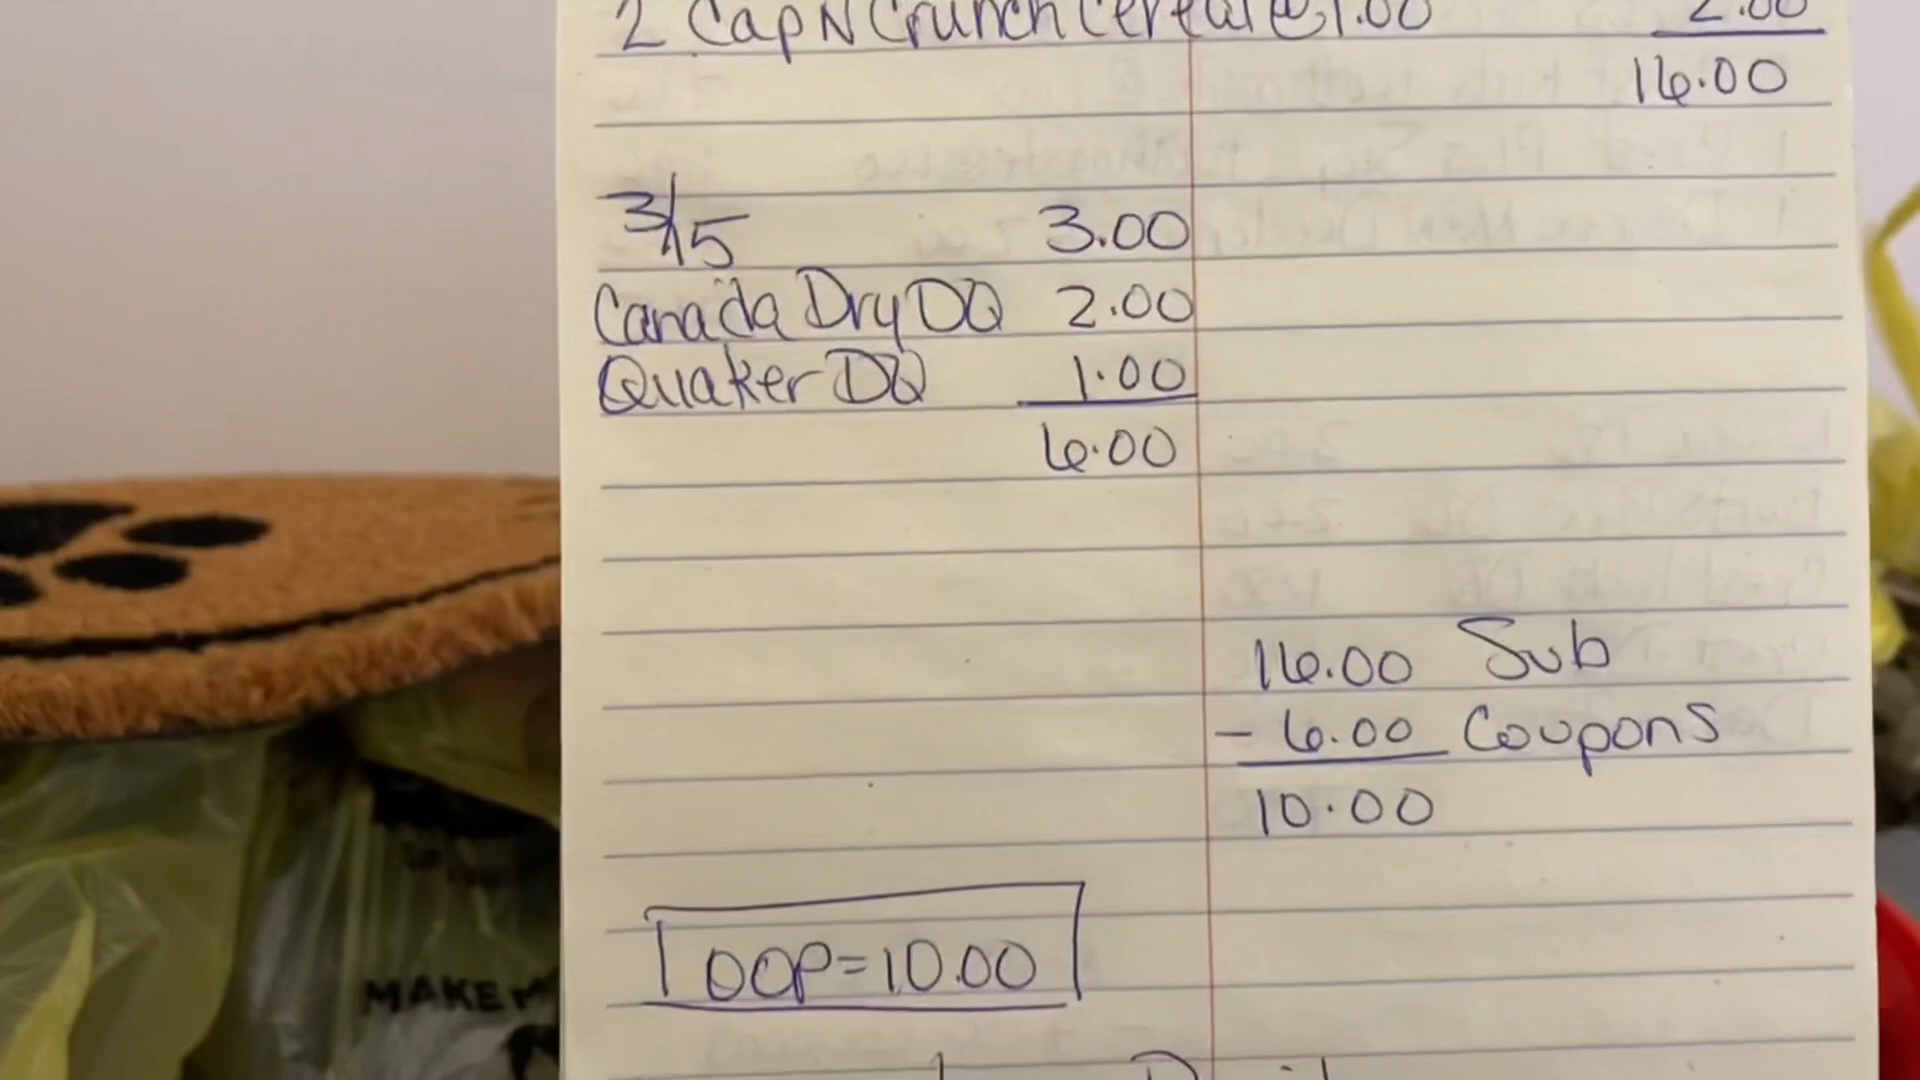 2 Cap N Crunch Cereal @ 1.00 2.00
16.00
3/15 3.00
Canada Dry DQ 2.00
Quaker DQ 1.00
6.00
16.00 Sub
- 6.00 Coupons
10.00
OOP=10.00
MAKE